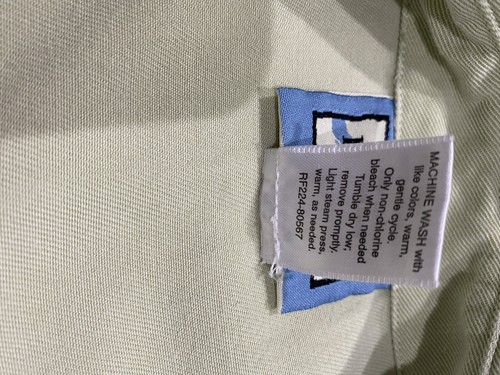 MACHINE WASH with
like colors, warm,
gentle cycle.
Only non-chlorine
bleach when needed
Tumble dry low;
remove promptly.
Light steam press,
warm, as needed.
RF224-80567